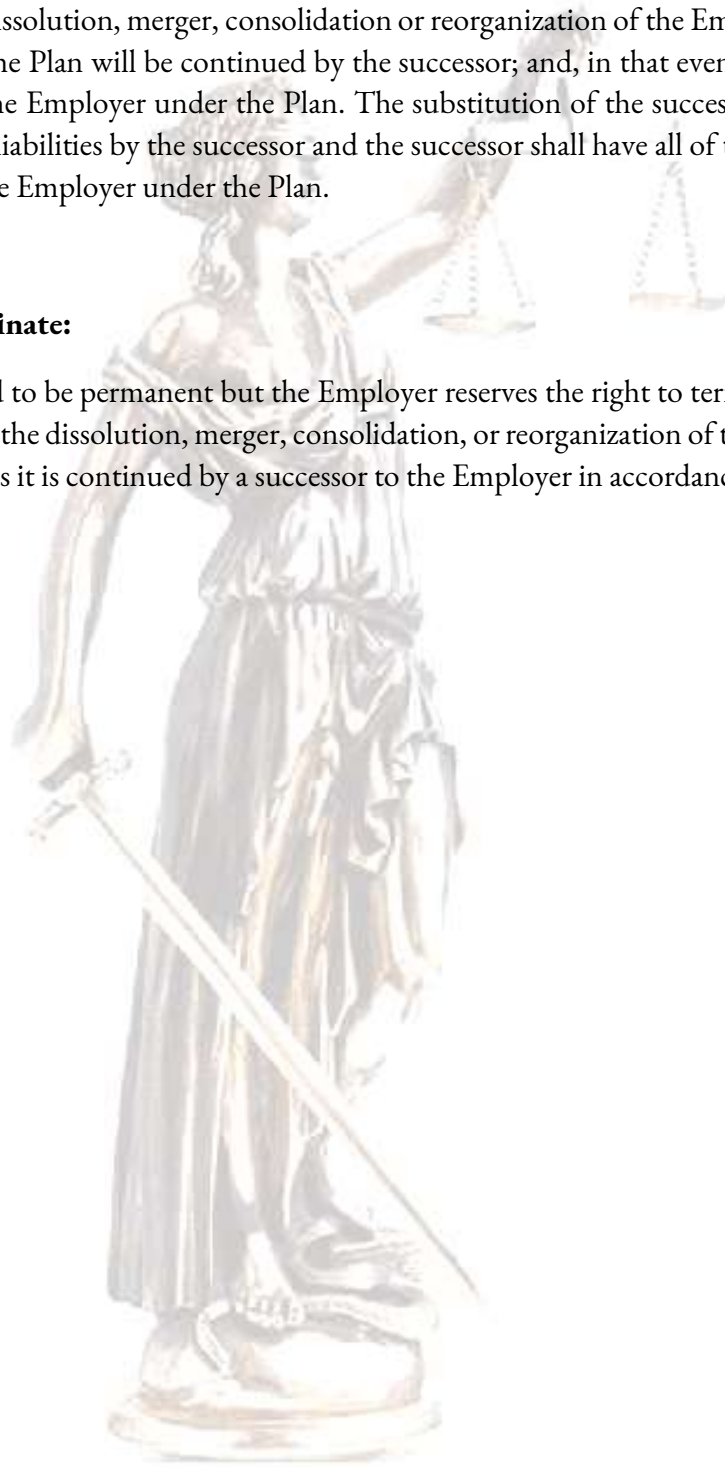 issolution, merger, consolidation or reorganization of the Em
he Plan will be continued by the successor; and, in that even
he Employer under the Plan. The substitution of the succes
liabilities by the successor and the successor shall have all of
e Employer under the Plan.
inate:
d to be permanent but the Employer reserves the right to ter
the dissolution, merger, consolidation, or reorganization of
s it is continued by a successor to the Employer in accordanc